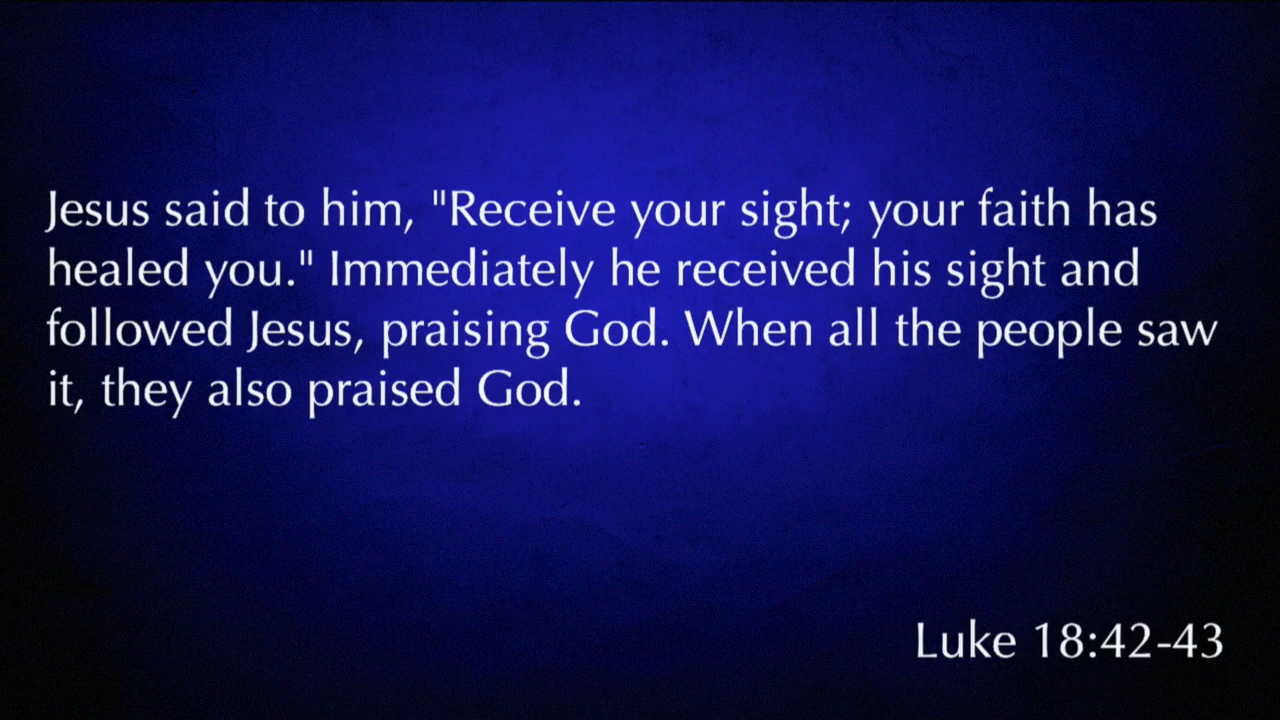 Jesus said to him, "Receive your sight; your faith has
healed you." Immediately he received his sight and
followed Jesus, praising God. When all the people saw
it, they also praised God.
Luke 18:42-43